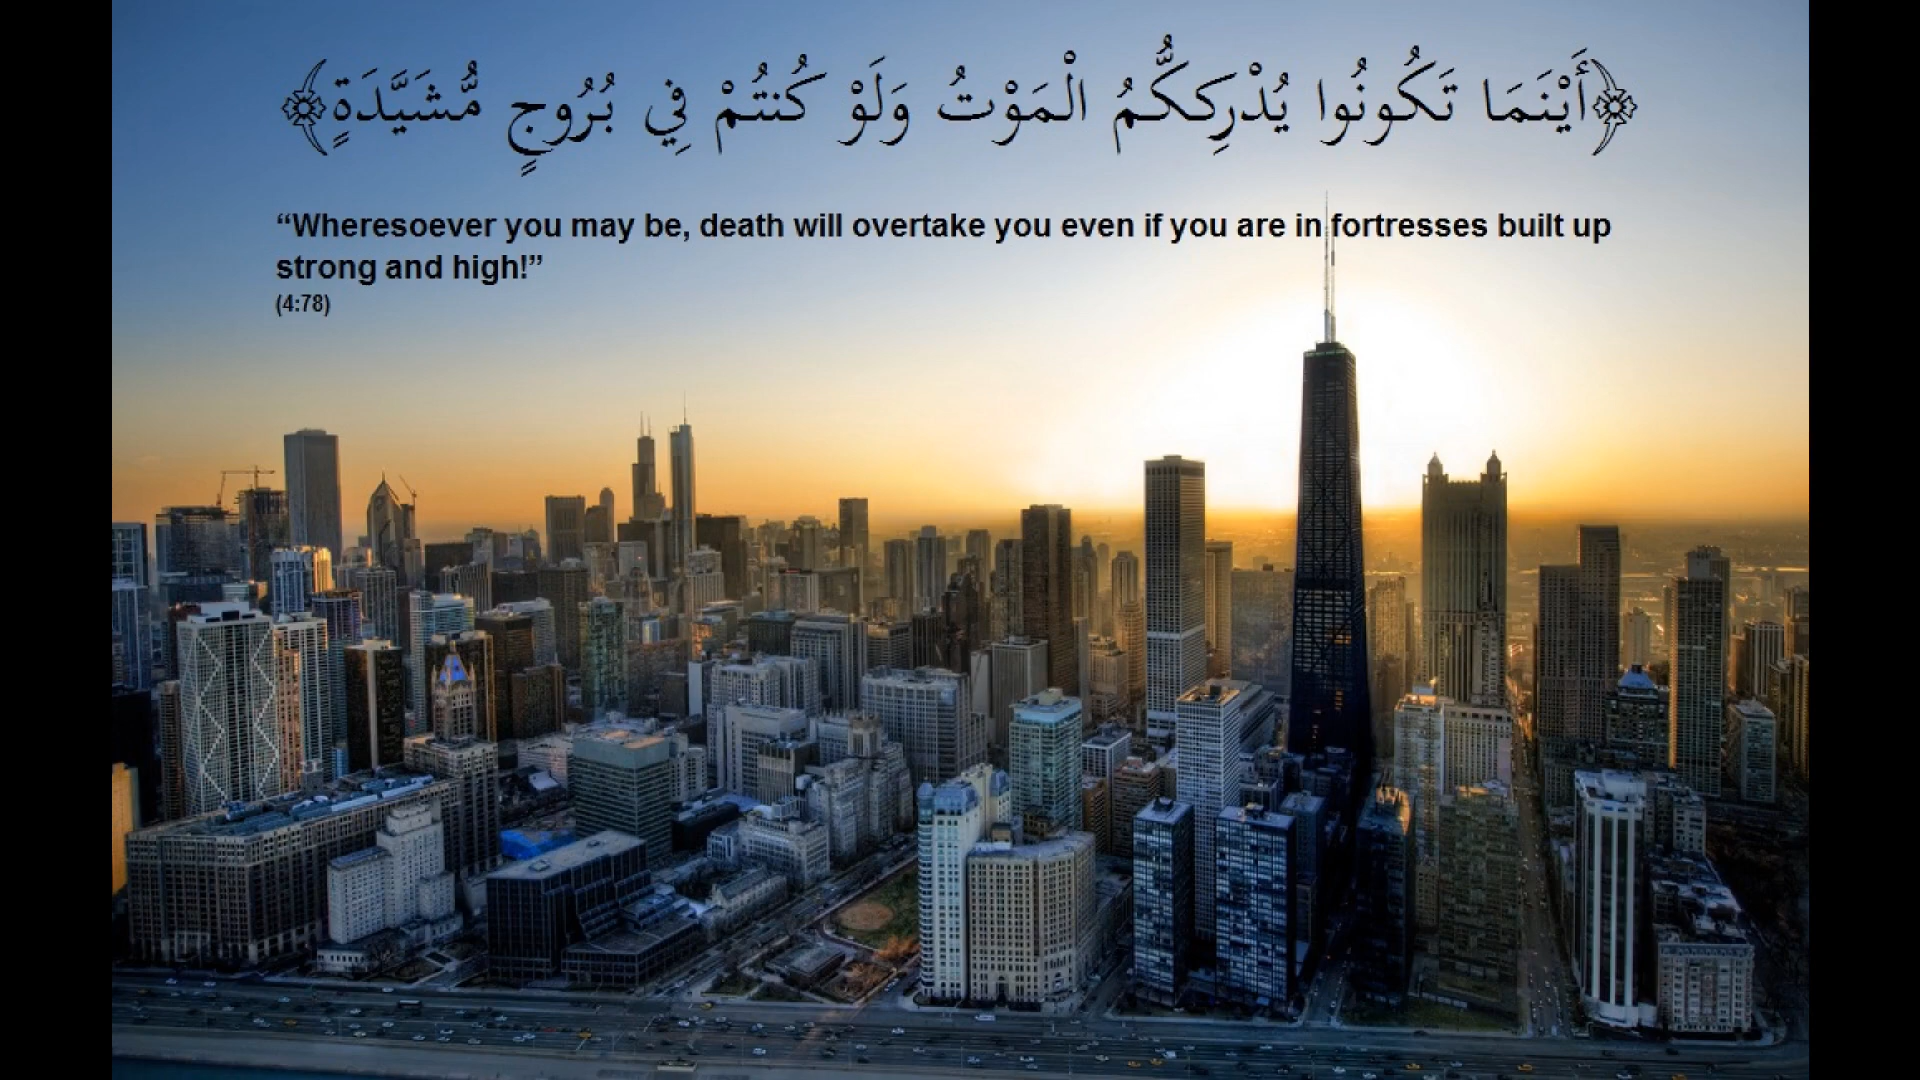 ﴿أَيْنَمَا تَكُونُوا يُدْرِككُّمُ الْمَوْتُ وَلَوْ كُنتُمْ فِي بُرُوجٍ مُّشَيَّدَةٍ﴾
“Wheresoever you may be, death will overtake you even if you are in fortresses built up
strong and high!”
(4:78)